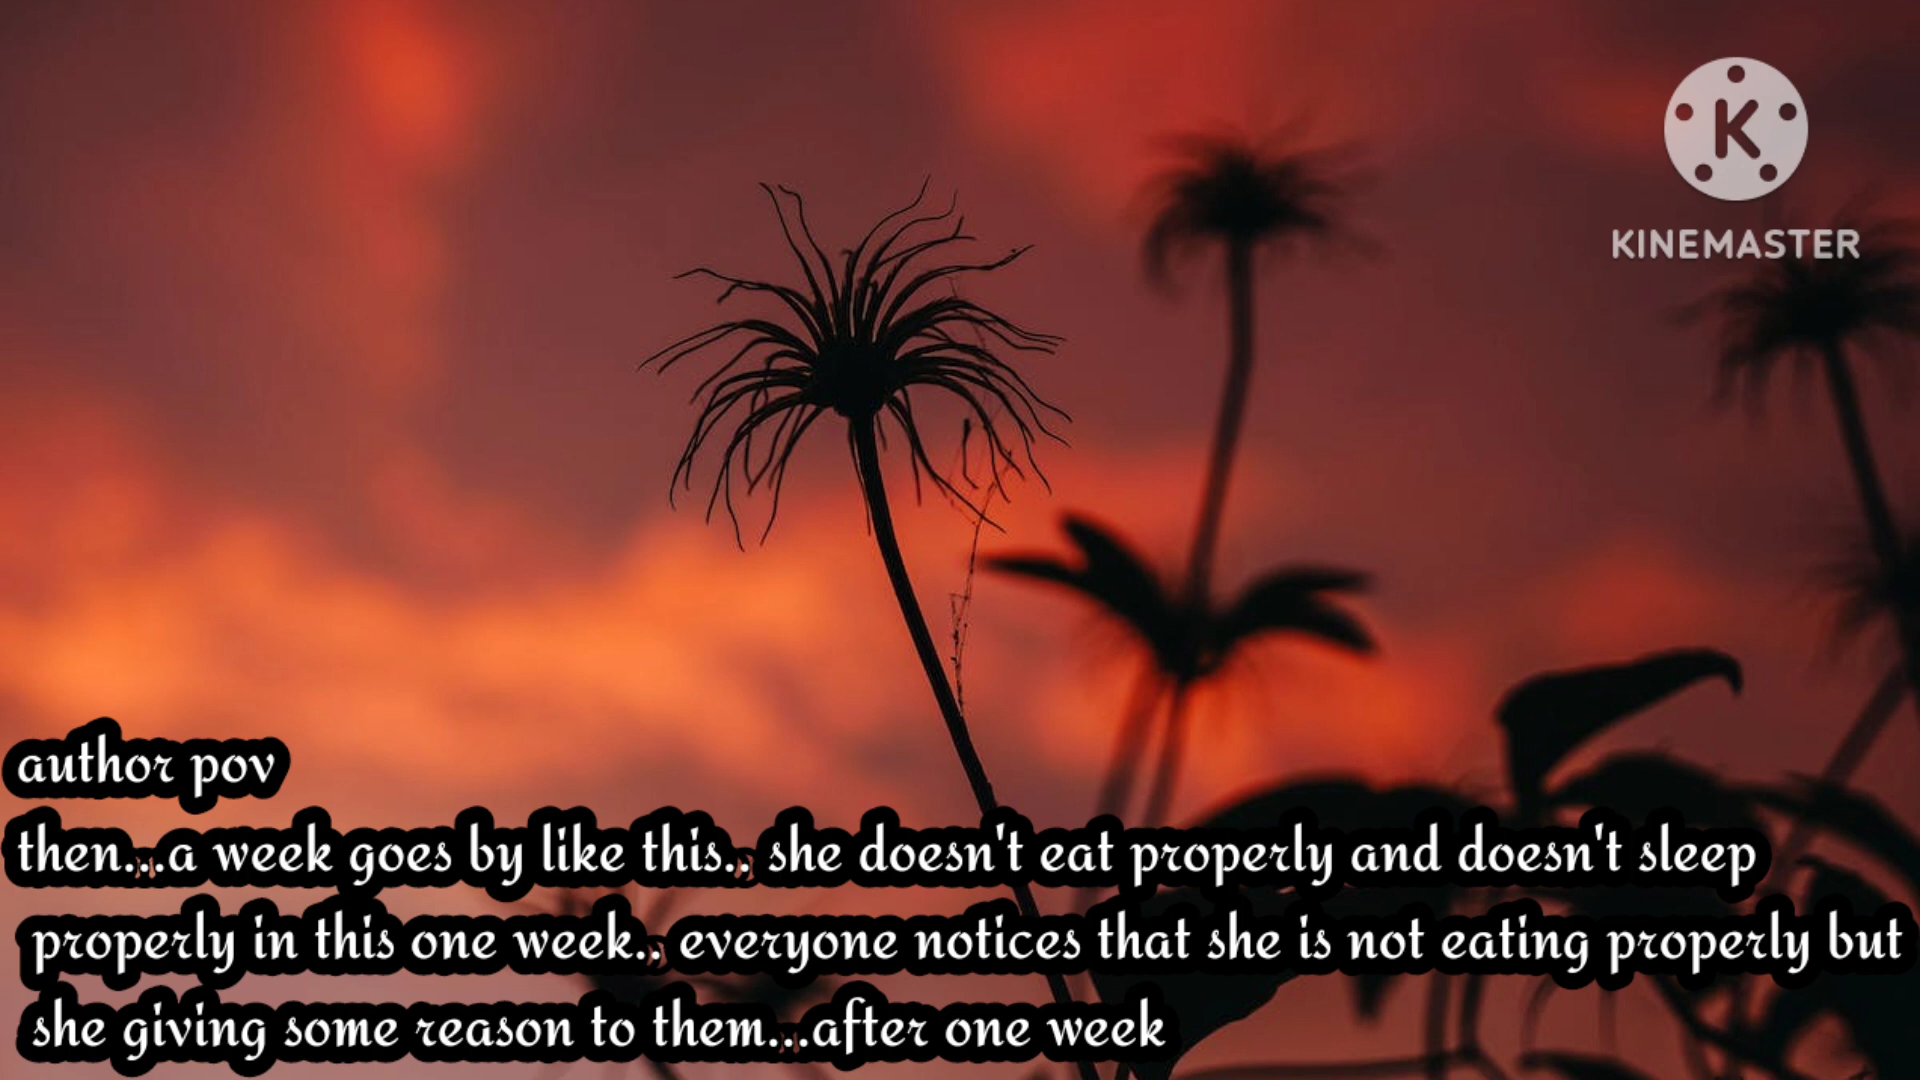 K
KINEMASTER
author pov
then...a week goes by like this.. she doesn't eat properly and doesn't sleep
properly in this one week.. everyone notices that she is not eating properly but
she giving some reason to them...after one week